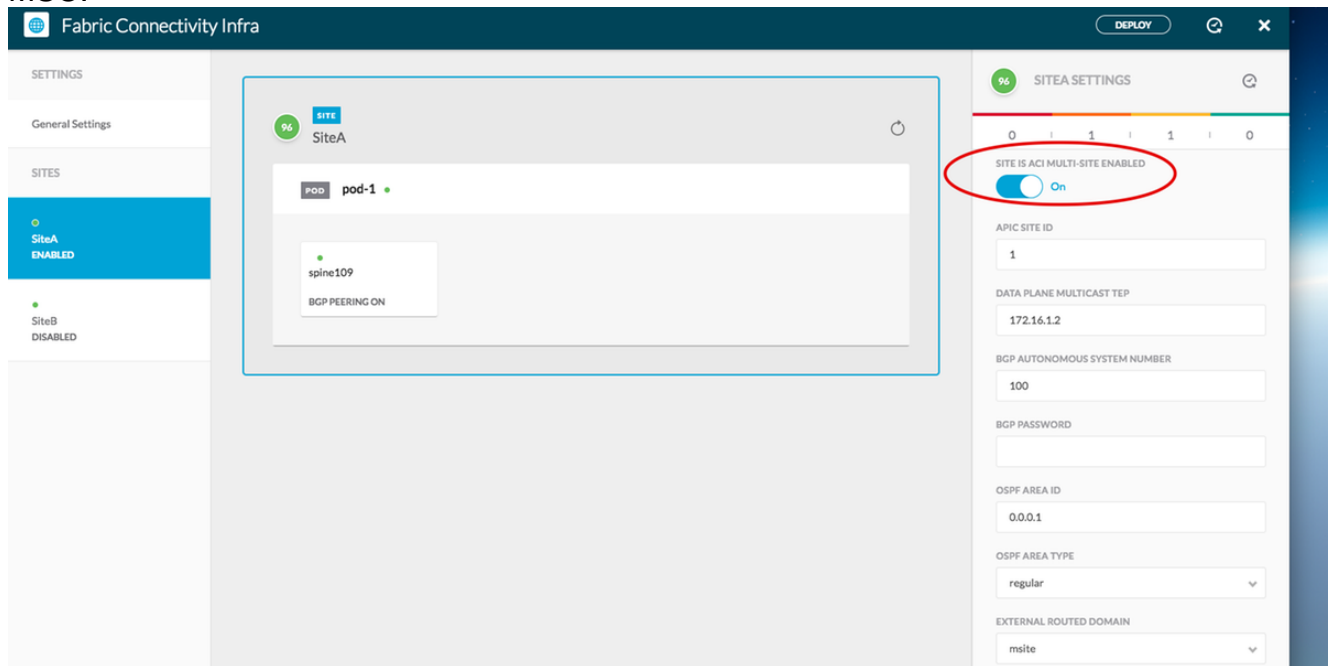 Fabric Connectivity Infra
DEPLOY
SETTINGS
General Settings
SITES
SiteA
ENABLED
SiteB
DISABLED
96
SITE
SiteA
POD pod-1
spine109
BGP PEERING ON
96 SITEA SETTINGS
0 1 1 1 0
SITE IS ACI MULTI-SITE ENABLED
On
APIC SITE ID
1
DATA PLANE MULTICAST TEP
172.16.1.2
BGP AUTONOMOUS SYSTEM NUMBER
100
BGP PASSWORD
OSPF AREA ID
0.0.0.1
OSPF AREA TYPE
regular
EXTERNAL ROUTED DOMAIN
msite